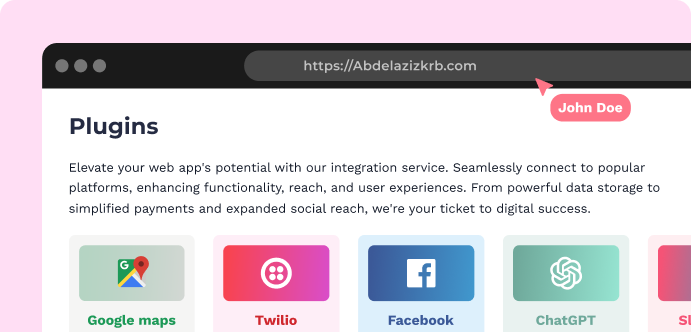 https://Abdelazizkrb.com
John Doe
Plugins
Elevate your web app's potential with our integration service. Seamlessly connect to popular
platforms, enhancing functionality, reach, and user experiences. From powerful data storage to
simplified payments and expanded social reach, we're your ticket to digital success.
Google maps Twilio Facebook ChatGPT